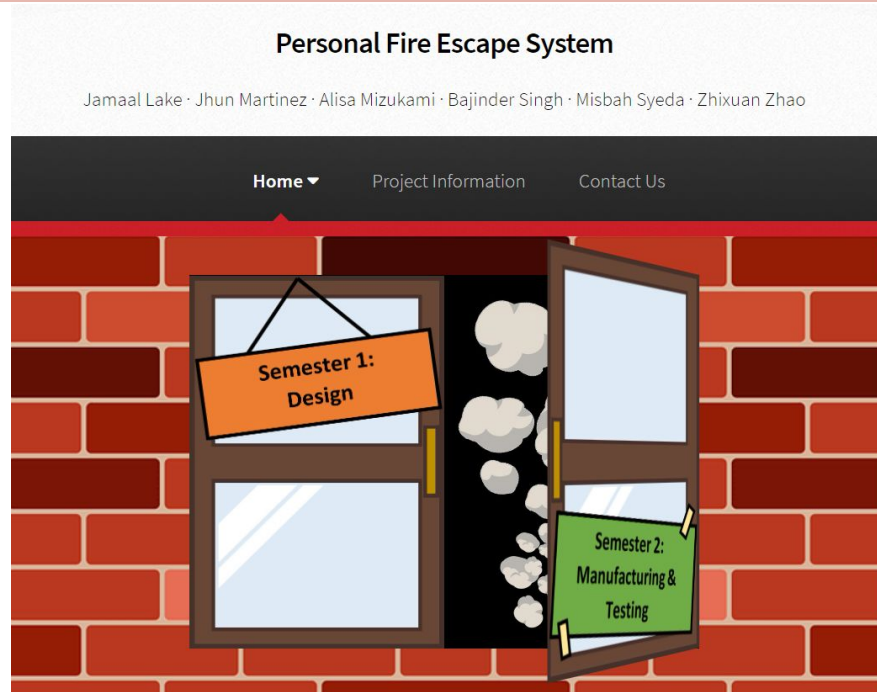 Personal Fire Escape System
Jamaal Lake · Jhun Martinez · Alisa Mizukami · Bajinder Singh · Misbah Syeda · Zhixuan Zhao
Home Project Information Contact Us
Semester 1:
Design
Semester 2:
Manufacturing &
Testing